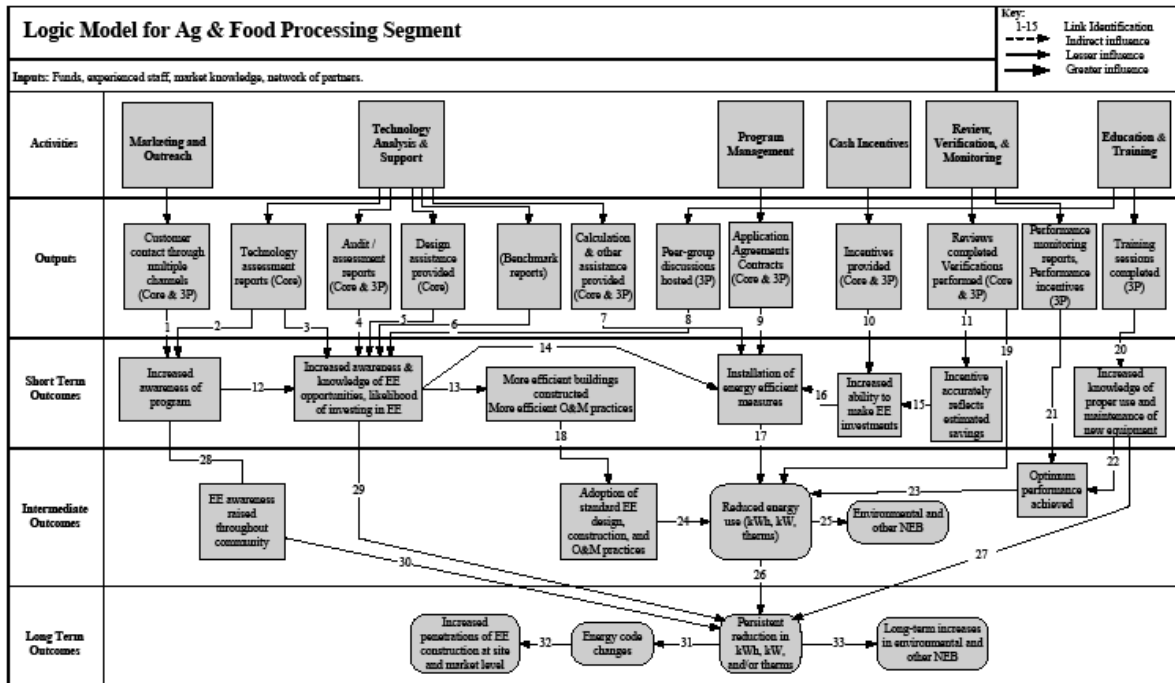 Logic Model for Ag & Food Processing Segment
Key:
1-15 Link Identification
Indirect influence
Lesser influence
Greater influence
Inputs: Funds, experienced staff, market knowledge, network of partners.
Activities
Marketing and
Outreach
Technology
Analysis &
Support
Program
Management
Cash Incentives
Review,
Verification, &
Monitoring
Education &
Training
Outputs
Customer
contact through
multiple
channels
(Core & 3P)
Technology
assessment
reports (Core)
Audit /
assessment
reports
(Core & 3P)
Design
assistance
provided
(Core)
(Benchmark
reports)
Calculation
& other
assistance
provided
(Core & 3P)
Peer-group
discussions
hosted (3P)
Application
Agreements
Contracts
(Core & 3P)
Incentives
provided
(Core & 3P)
Reviews
completed
Verifications
performed
(Core & 3P)
Performance
monitoring
reports,
Performance
incentives
(3P)
Training
sessions
completed
(3P)
1
2
3
4
5
6
7
8
9
10
11
19
20
Short Term
Outcomes
Increased
awareness of
program
12
Increased awareness &
knowledge of EE
opportunities, likelihood
of investing in EE
14
13
More efficient buildings
constructed
More efficient O&M practices
Installation of
energy efficient
measures
16
Increased
ability to
make EE
investments
15
Incentive
accurately
reflects
estimated
savings
21
Increased
knowledge of
proper use and
maintenance of
new equipment
18
17
22
28
29
Intermediate
Outcomes
EE awareness
raised
throughout
community
Adoption of
standard EE
design,
construction, and
O&M practices
24
Reduced energy
use (kWh, kW,
therms)
25
Environmental and
other NEB
23
Optimum
performance
achieved
27
30
26
Long Term
Outcomes
Increased
penetrations of EE
construction at site
and market level
32
Energy code
changes
31
Persistent
reduction in
kWh, kW,
and/or therms
33
Long-term increases
in environmental and
other NEB